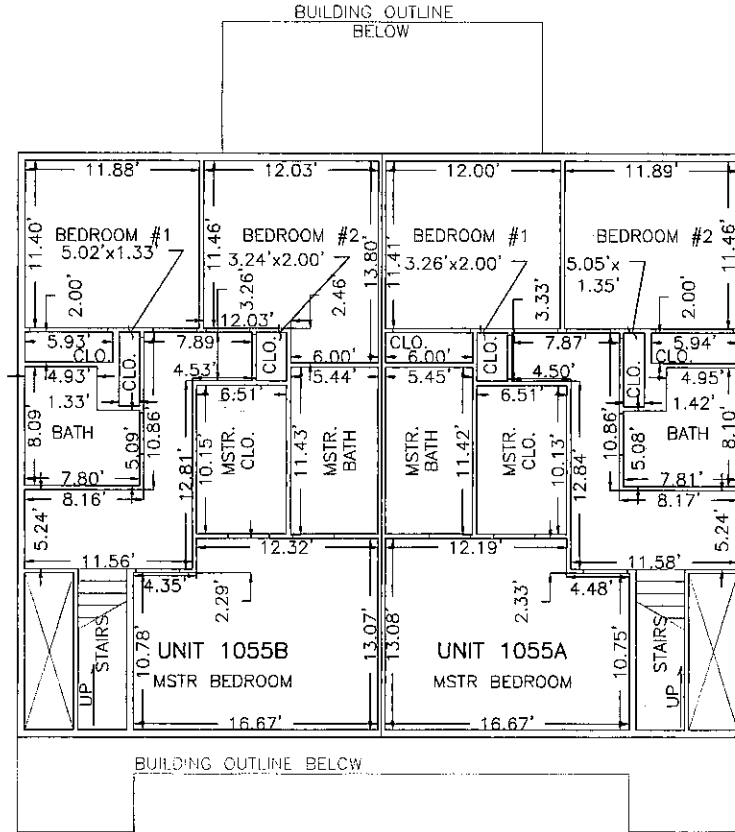 BUILDING OUTLINE
BELOW
11.88' 12.03' 12.00' 11.89'
11.40' 11.46' 13.80' 11.41' 11.46'
BEDROOM #1 BEDROOM #2 BEDROOM #1 BEDROOM #2
5.02'x1.33' 3.24'x2.00' 3.26'x2.00' 5.05'x
1.35'
2.00' 3.26' 2.46' 3.33' 2.00'
12.03'
5.93' 7.89 6.00' 6.00' 7.87' 5.94'
CLO. CLO. CLO. CLO. CLO. CLO. CLO.
4.93' 4.53' 5.44' 5.45' 4.50' 4.95'
1.33' 6.51' 6.51' 1.42'
8.09' BATH 5.09' 10.86' 12.81' 10.15' MSTR. CLO. 11.43' MSTR. BATH MSTR. BATH 11.42' MSTR. CLO. 10.13' 12.84' 10.86' 5.08' BATH 8.10'
7.80' 7.81'
8.16' 8.17'
5.24' 12.32' 12.19' 5.24'
11.56' 11.58'
4.35' 2.29' 2.33' 4.48'
UP STAIRS 10.78' UNIT 1055B 13.07' 13.08' UNIT 1055A 10.75' STAIRS UP
MSTR BEDROOM MSTR BEDROOM
16.67' 16.67'
BUILDING OUTLINE BELOW